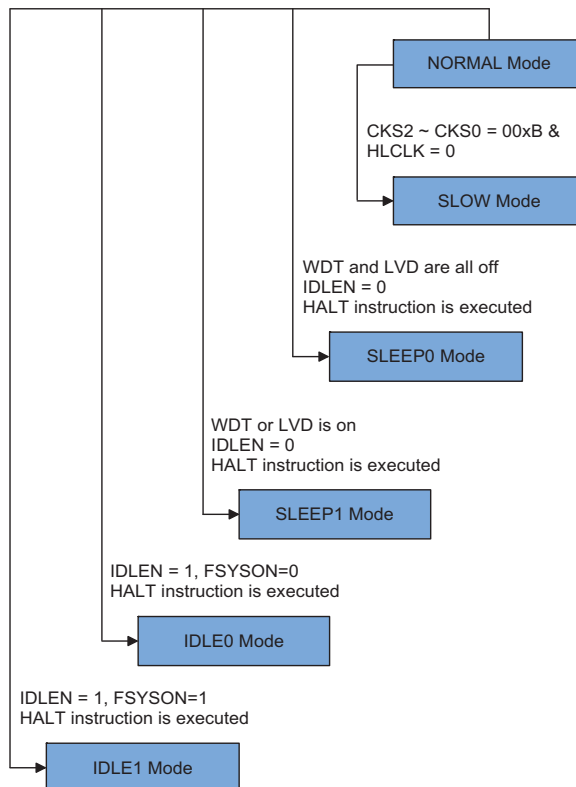 NORMAL Mode
CKS2 ~ CKS0 = 00xB &
HLCLK = 0
SLOW Mode
WDT and LVD are all off
IDLEN = 0
HALT instruction is executed
SLEEP0 Mode
WDT or LVD is on
IDLEN = 0
HALT instruction is executed
SLEEP1 Mode
IDLEN = 1, FSYSON=0
HALT instruction is executed
IDLE0 Mode
IDLEN = 1, FSYSON=1
HALT instruction is executed
IDLE1 Mode